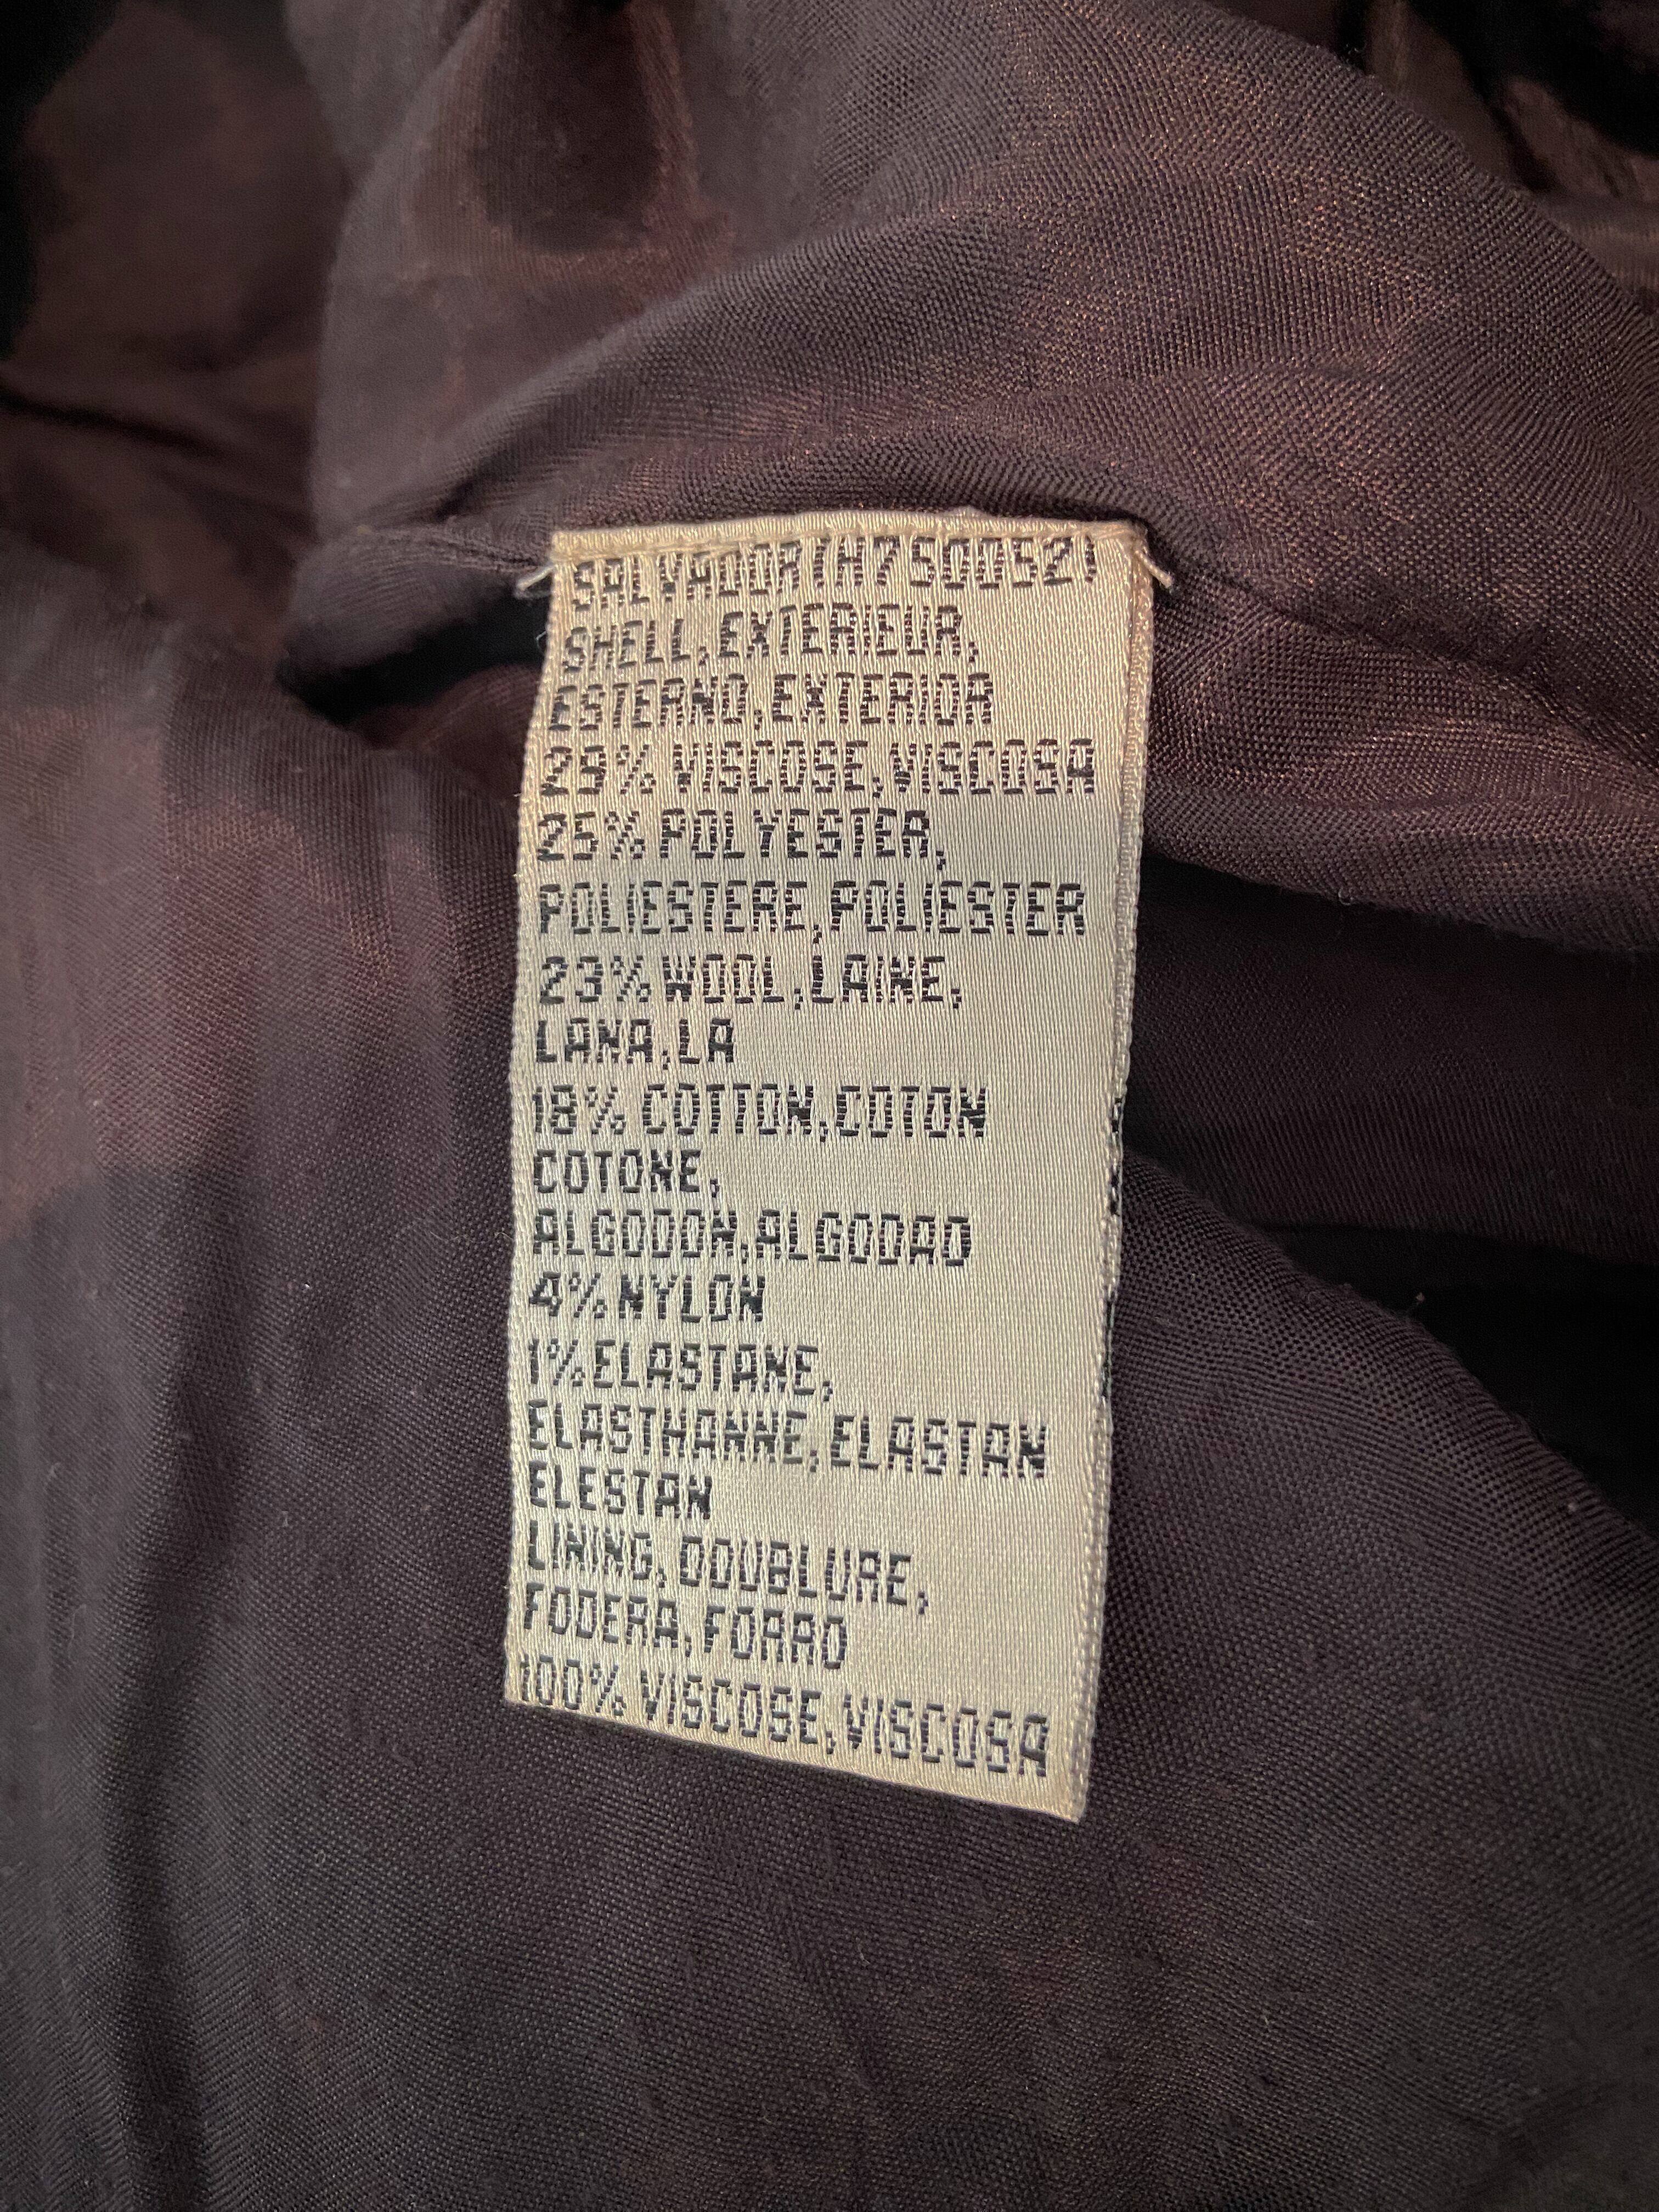 SALVADOR(H750052)
SHELL,EXTERIEUR,
ESTERNO,EXTERIOR
29% VISCOSE,VISCOSA
25% POLYESTER,
POLIESTERE,POLIESTER
23% WOOL,LAINE,
LANA,LA
18% COTTON,COTON
COTONE,
ALGODON,ALGODAO
4% NYLON
1% ELASTANE,
ELASTHANNE,ELASTAN
ELESTAN
LINING,DOUBLURE,
FODERA,FORRO
100% VISCOSE,VISCOSA